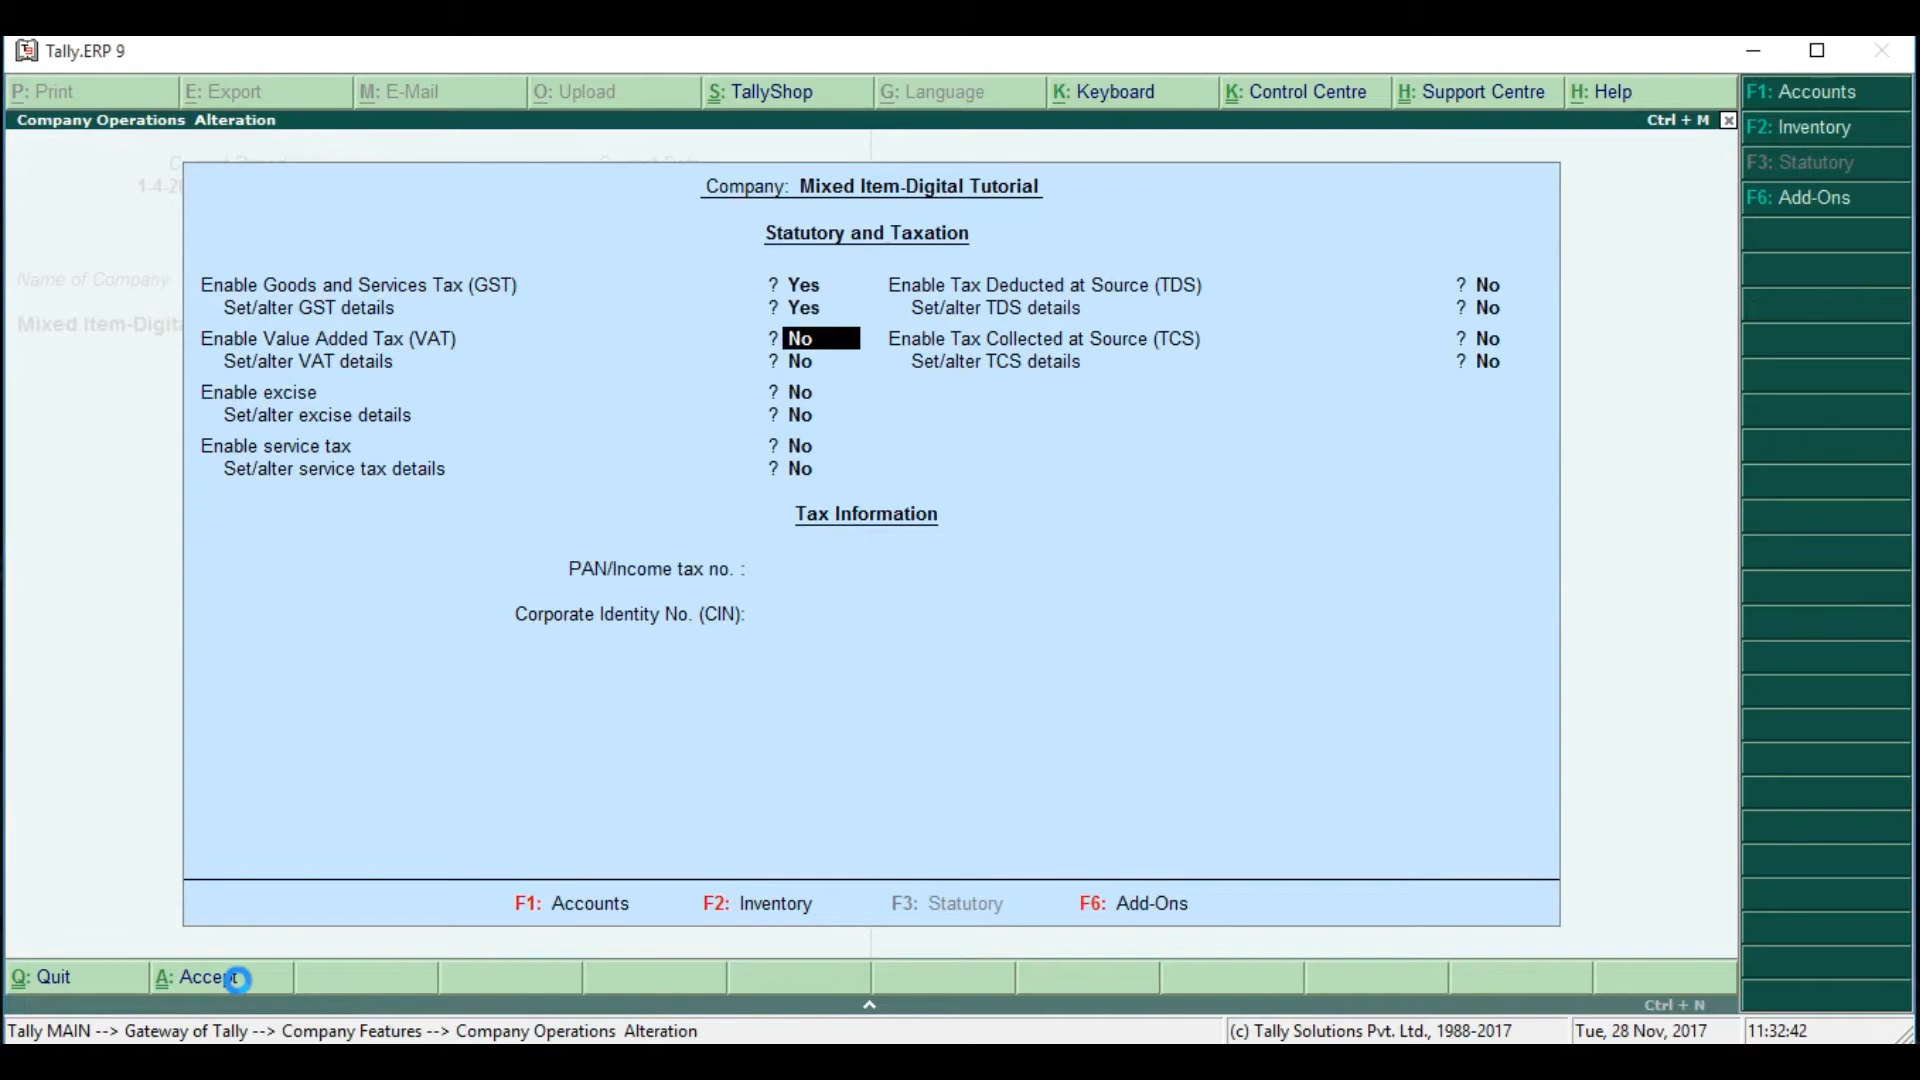 Tally.ERP 9
P: Print E: Export M: E-Mail O: Upload S: TallyShop G: Language K: Keyboard K: Control Centre H: Support Centre H: Help
F1: Accounts
Company Operations Alteration Ctrl + M
F2: Inventory
F3: Statutory
F6: Add-Ons
Name of Company
Company: Mixed Item-Digital Tutorial
Statutory and Taxation
Enable Goods and Services Tax (GST) ? Yes
Set/alter GST details ? Yes
Enable Value Added Tax (VAT) ? No
Set/alter VAT details ? No
Enable excise ? No
Set/alter excise details ? No
Enable service tax ? No
Set/alter service tax details ? No
Enable Tax Deducted at Source (TDS) ? No
Set/alter TDS details ? No
Enable Tax Collected at Source (TCS) ? No
Set/alter TCS details ? No
Tax Information
PAN/Income tax no. :
Corporate Identity No. (CIN):
F1: Accounts F2: Inventory F3: Statutory F6: Add-Ons
Q: Quit A: Accept
Ctrl + N
Tally MAIN --> Gateway of Tally --> Company Features --> Company Operations Alteration (c) Tally Solutions Pvt. Ltd., 1988-2017 Tue, 28 Nov, 2017 11:32:42